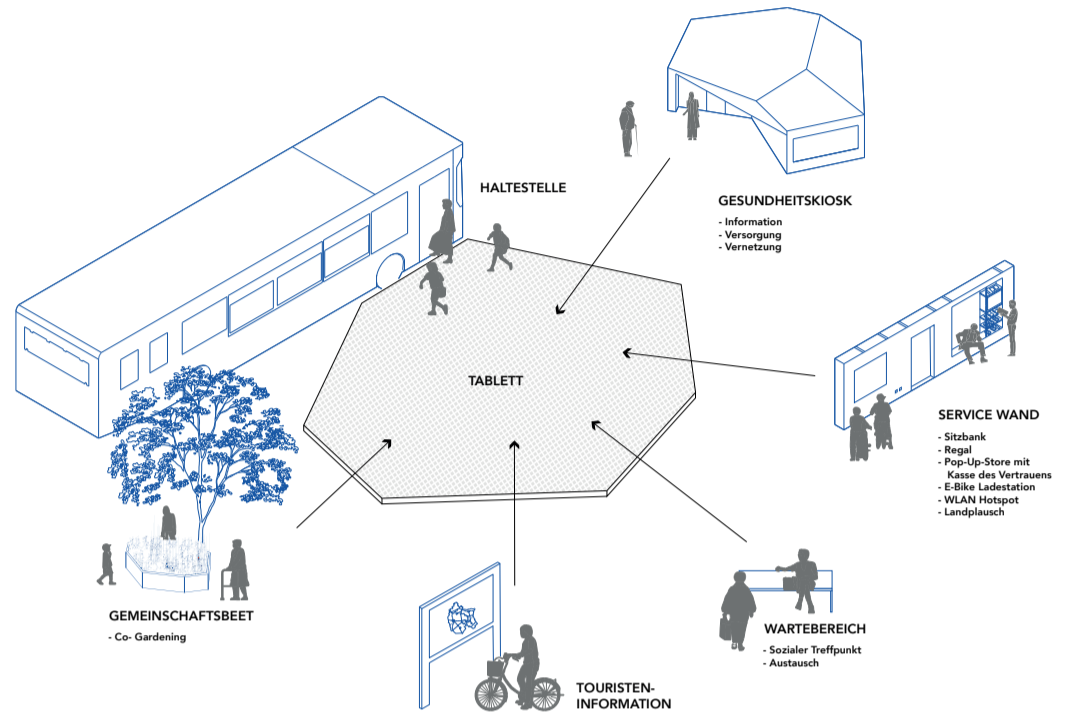 HALTESTELLE
GESUNDHEITSKIOSK
- Information
- Versorgung
- Vernetzung
TABLETT
SERVICE WAND
- Sitzbank
- Regal
- Pop-Up-Store mit
Kasse des Vertrauens
- E-Bike Ladestation
- WLAN Hotspot
- Landplausch
GEMEINSCHAFTSBEET
- Co- Gardening
WARTEBEREICH
- Sozialer Treffpunkt
- Austausch
TOURISTEN-
INFORMATION